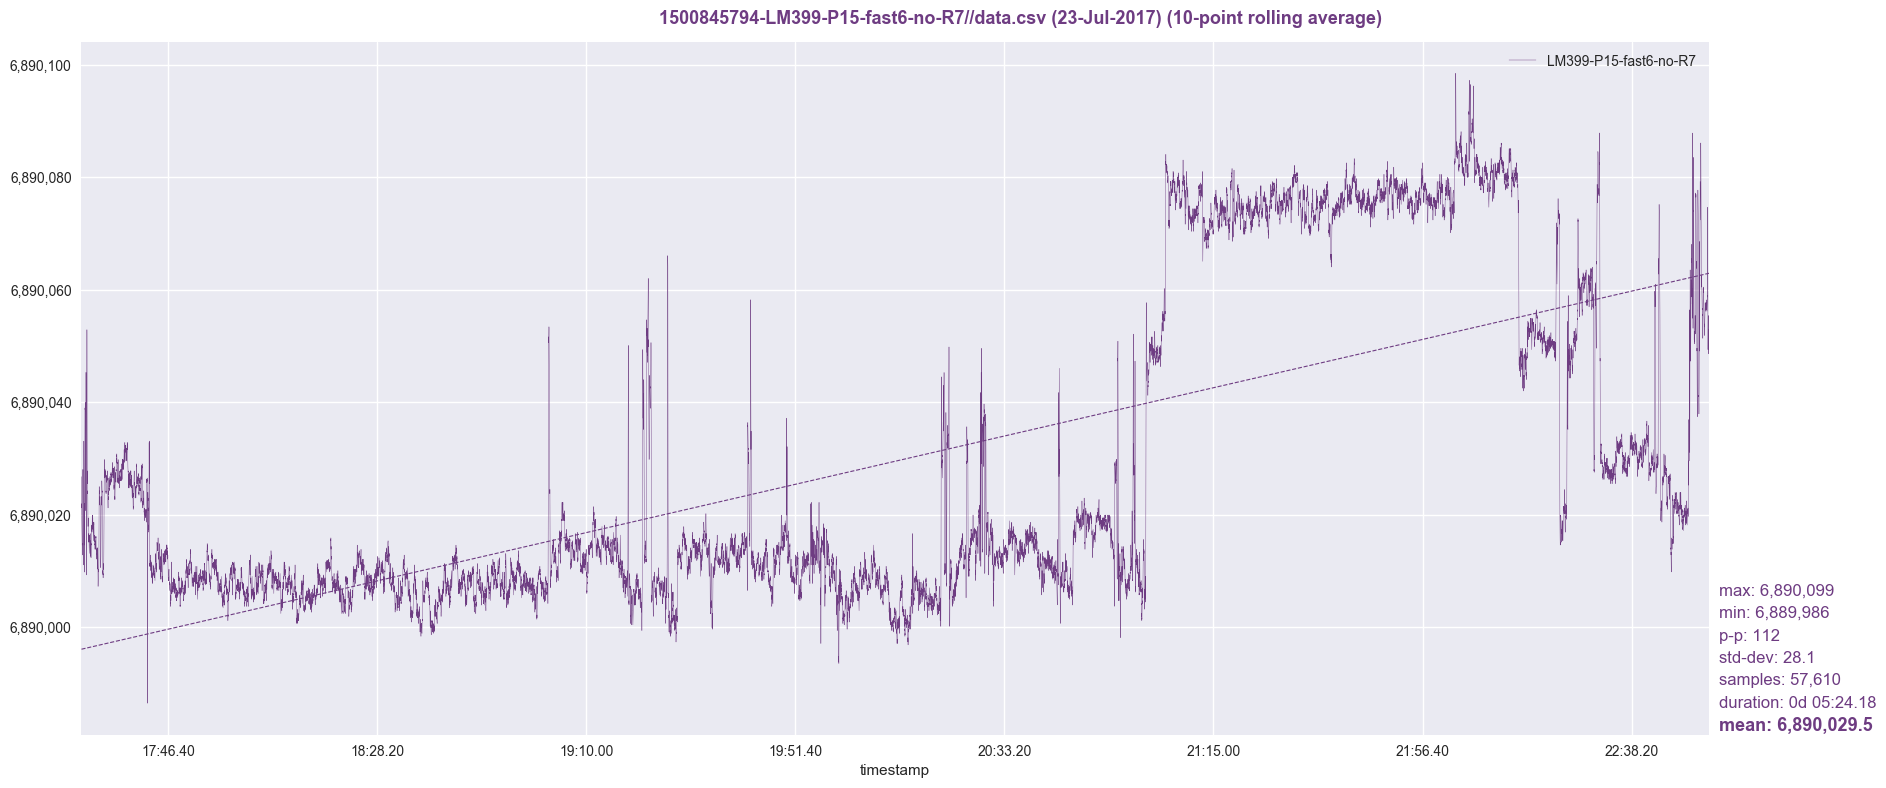 1500845794-LM399-P15-fast6-no-R7//data.csv (23-Jul-2017) (10-point rolling average)
LM399-P15-fast6-no-R7
6,890,100
6,890,080
6,890,060
6,890,040
6,890,020
6,890,000
max: 6,890,099
min: 6,889,986
p-p: 112
std-dev: 28.1
samples: 57,610
duration: 0d 05:24.18
mean: 6,890,029.5
17:46.40 18:28.20 19:10.00 19:51.40 20:33.20 21:15.00 21:56.40 22:38.20
timestamp